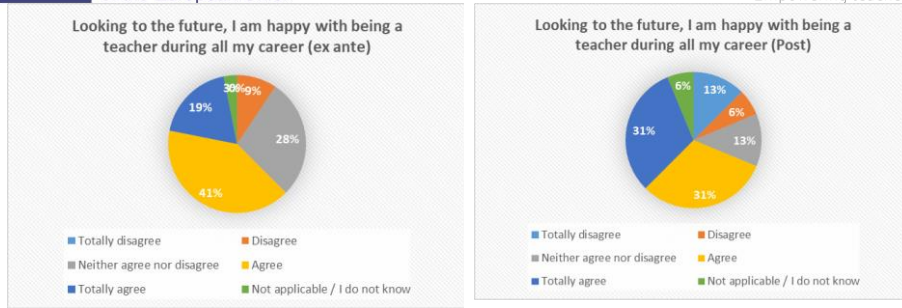 Looking to the future, I am happy with being a
teacher during all my career (ex ante)
3%
0%
9%
28%
41%
19%
Totally disagree
Disagree
Neither agree nor disagree
Agree
Totally agree
Not applicable / I do not know
Looking to the future, I am happy with being a
teacher during all my career (Post)
6%
13%
6%
13%
31%
31%
Totally disagree
Disagree
Neither agree nor disagree
Agree
Totally agree
Not applicable / I do not know